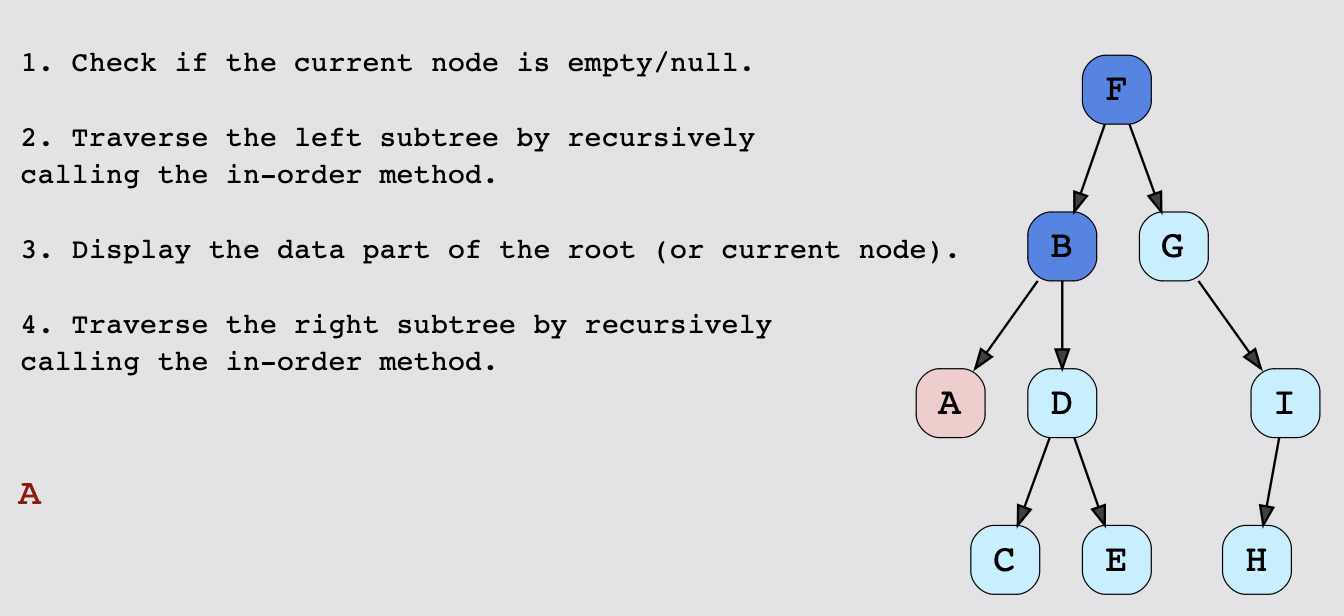 1. Check if the current node is empty/null.
2. Traverse the left subtree by recursively
calling the in-order method.
3. Display the data part of the root (or current node).
4. Traverse the right subtree by recursively
calling the in-order method.
A
F
B
G
A
D
I
C
E
H